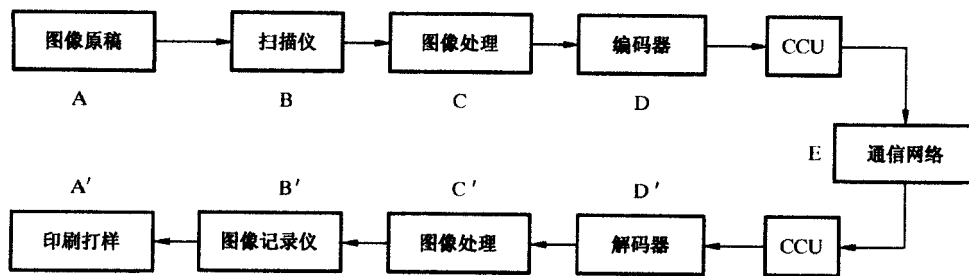 图像原稿
扫描仪
图像处理
编码器
CCU
A
B
C
D
E
通信网络
A′
B′
C′
D′
印刷打样
图像记录仪
图像处理
解码器
CCU